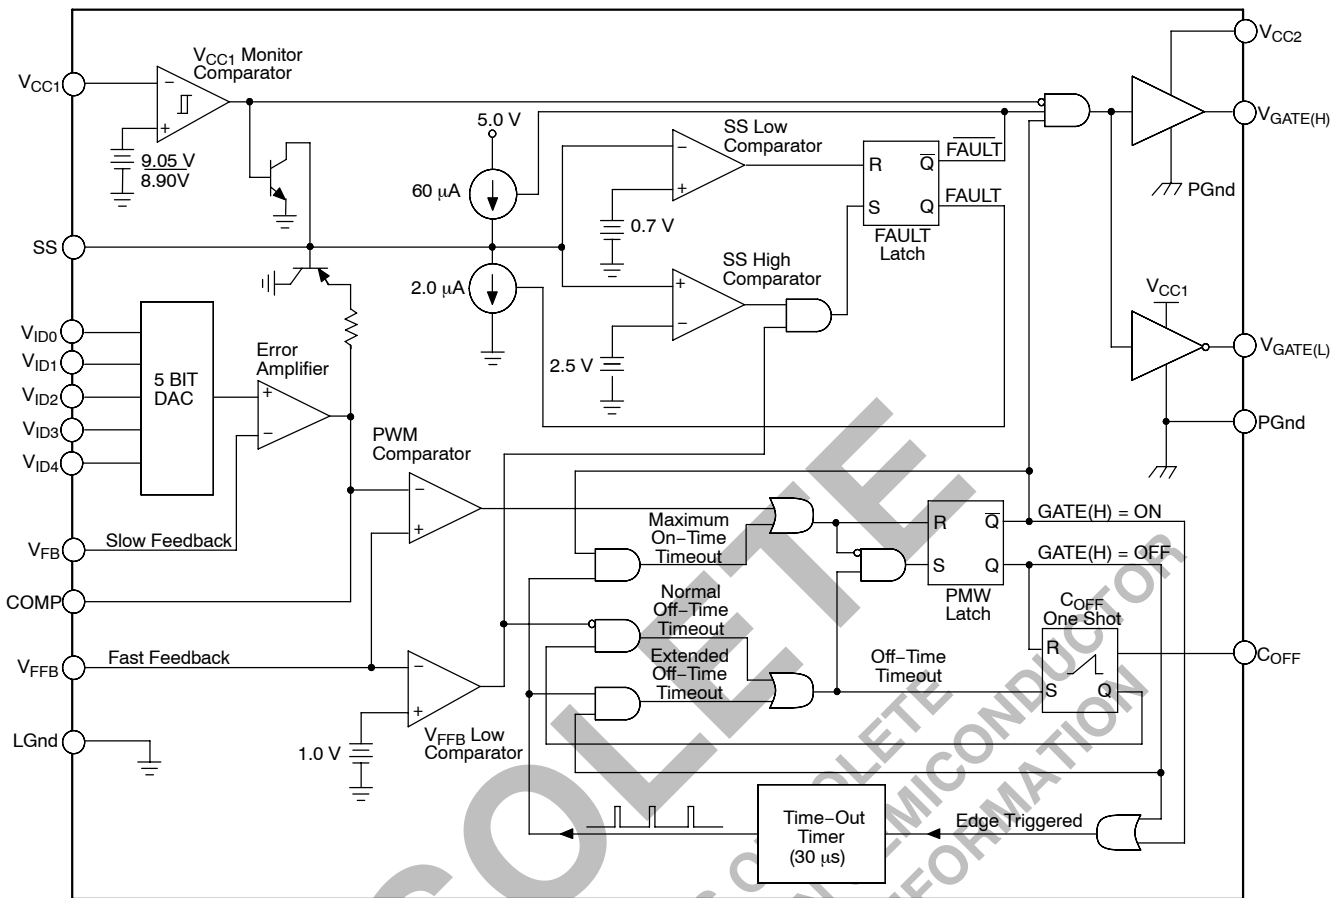 VCC1 Monitor
Comparator
VCC1
−
+
9.05 V
8.90V
5.0 V
60 μA
SS Low
Comparator
−
+
0.7 V
R
Q
FAULT
S
Q
FAULT
FAULT
Latch
VCC2
VGATE(H)
PGnd
SS
2.0 μA
SS High
Comparator
+
−
2.5 V
VCC1
VGATE(L)
PGnd
VID0
VID1
VID2
VID3
VID4
5 BIT
DAC
Error
Amplifier
+
−
PWM
Comparator
−
+
VFB
Slow Feedback
COMP
VFFB
Fast Feedback
LGnd
−
+
1.0 V
VFFB Low
Comparator
Maximum
On−Time
Timeout
Normal
Off−Time
Timeout
Extended
Off−Time
Timeout
R
Q
S
Q
PMW
Latch
GATE(H) = ON
GATE(H) = OFF
COFF
One Shot
R
S
Q
COFF
Off−Time
Timeout
Time−Out
Timer
(30 μs)
Edge Triggered